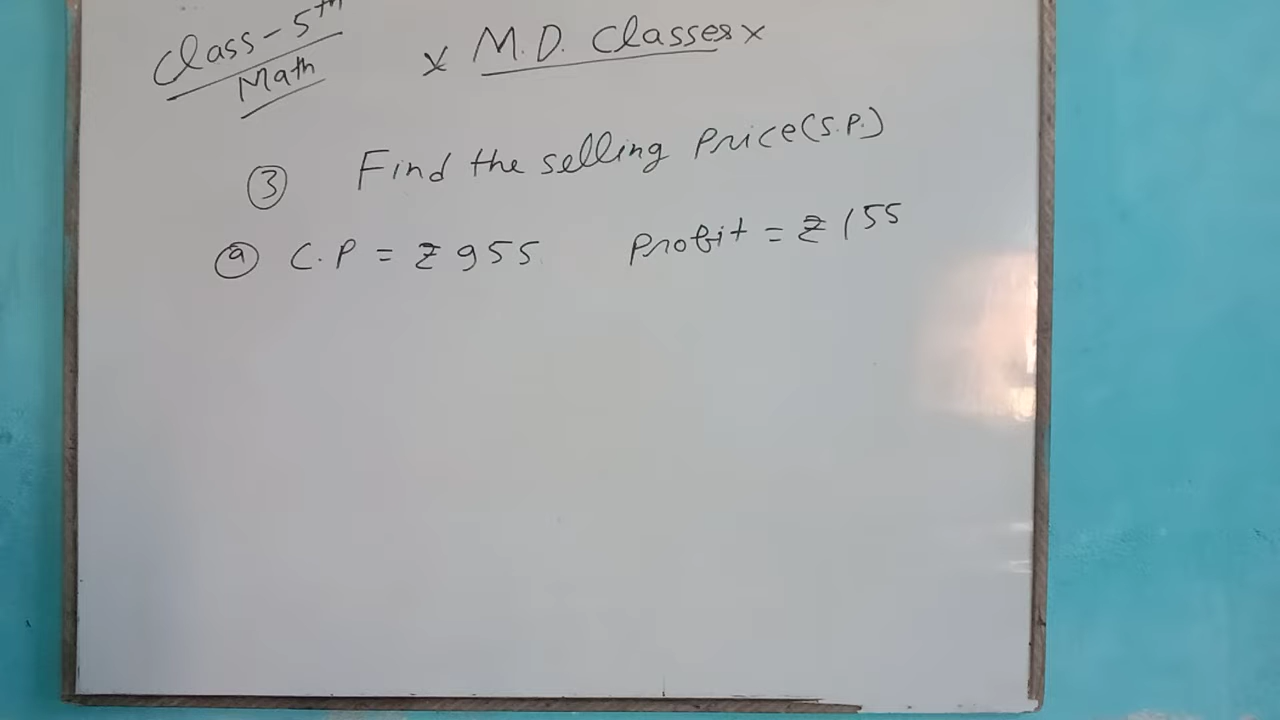 Class-5th
Math
x M.D. Classes x
③ Find the selling Price(S.P.)
ⓐ C.P = ₹955 Profit = ₹155